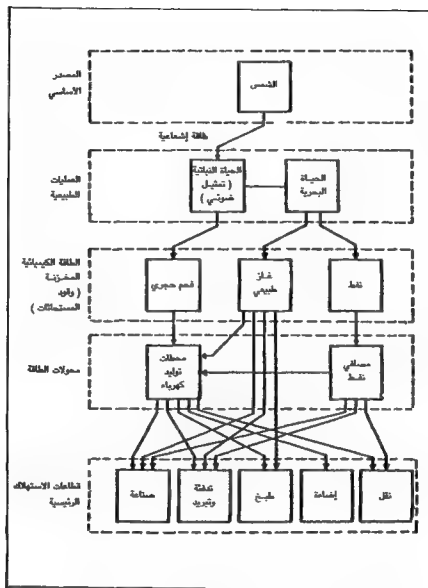 المصدر
الأساسي
الشمس
طاقة إشعاعية
العمليات
الطبيعية
الحياة النباتية
( تمثيل
ضوئي )
الحياة
البحرية
الطاقة الكيميائية
المخزنة
( وقود
المستحاثات )
فحم حجري
غاز
طبيعي
نفط
محولات الطاقة
محطات
توليد
كهرباء
مصافي
نفط
قطاعات الاستهلاك
الرئيسية
صناعة
تدفئة
وتبريد
طبخ
إضاءة
نقل